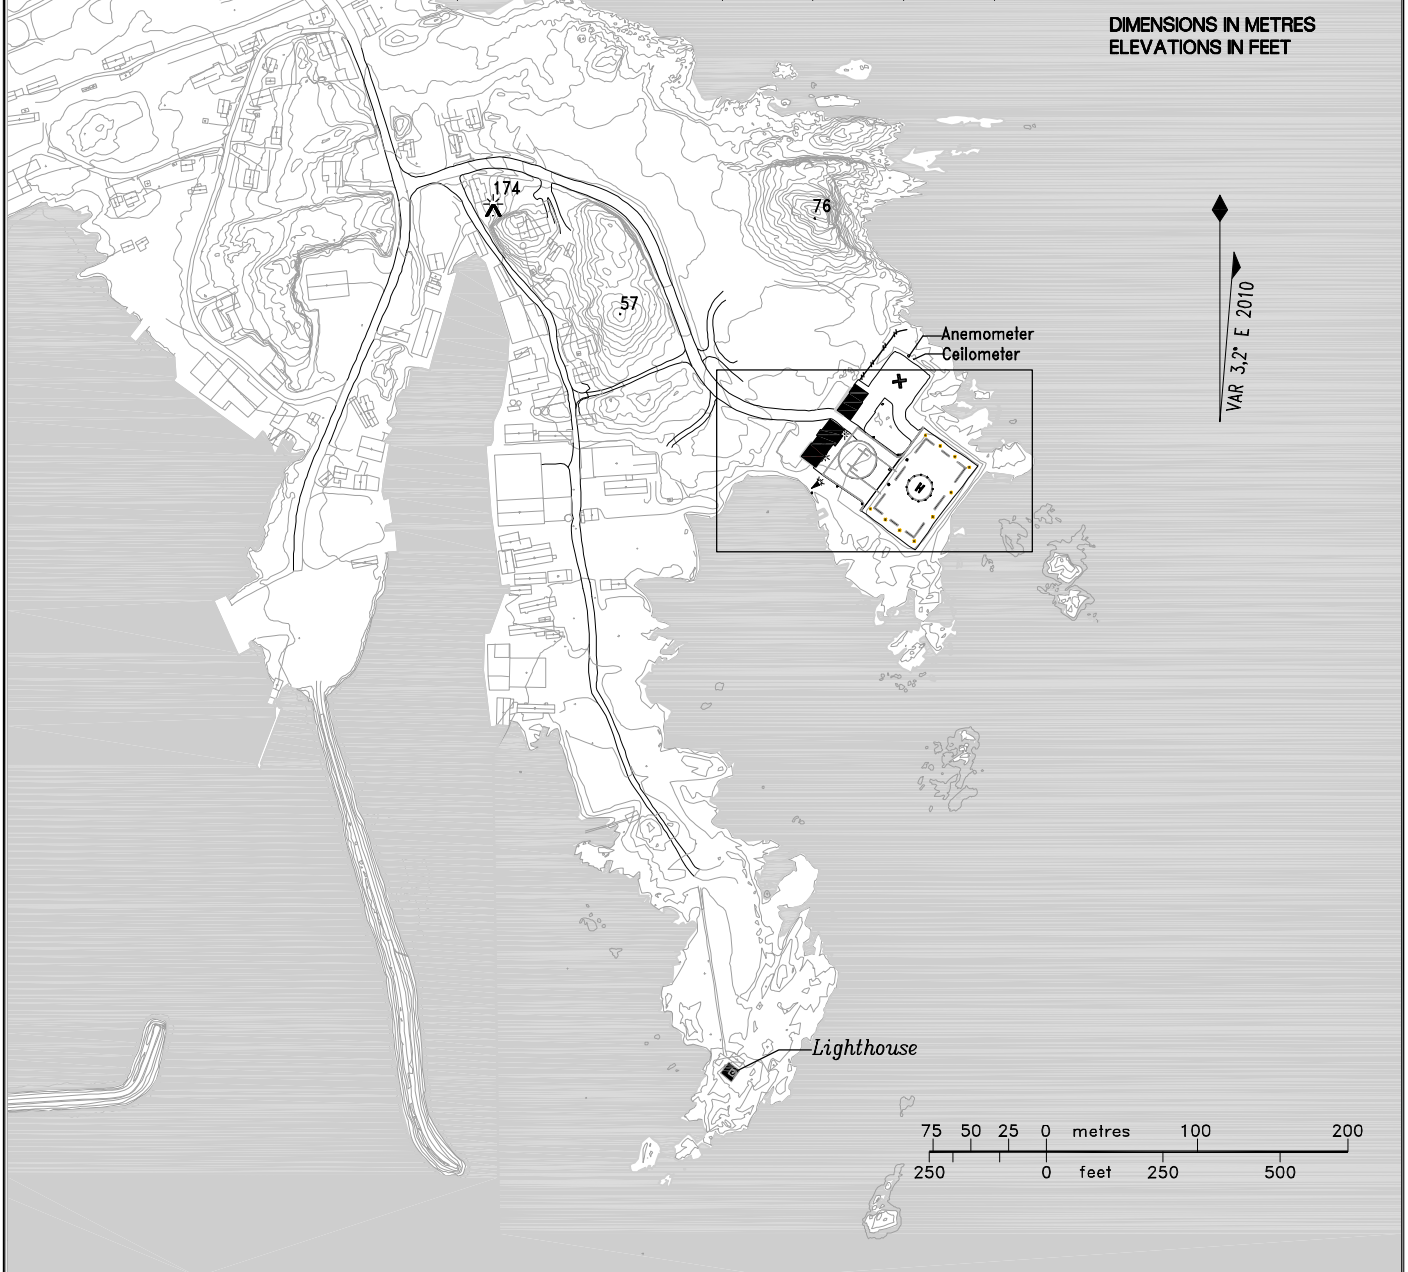 DIMENSIONS IN METRES
ELEVATIONS IN FEET
174
76
VAR 3,2° E 2010
57
Anemometer
Ceilometer
H
Lighthouse
75 50 25 0 metres 100 200
250 0 feet 250 500